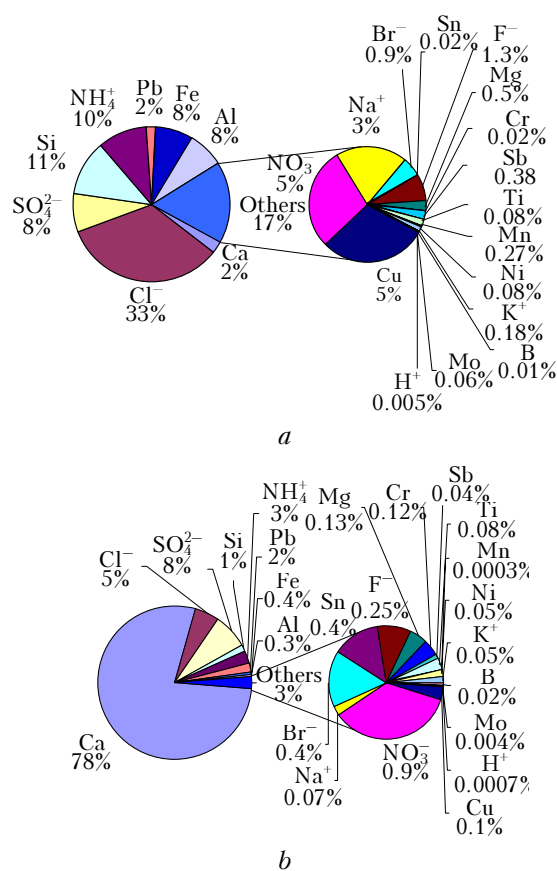 Sn
0.02%
Br⁻
0.9%
F⁻
1.3%
Mg
0.5%
Cr
0.02%
Sb
0.38
Ti
0.08%
Mn
0.27%
Ni
0.08%
K⁺
0.18%
B
0.01%
Mo
0.06%
H⁺
0.005%
Cu
5%
Na⁺
3%
NO₃⁻
5%
Others
17%
Pb
2%
Fe
8%
Al
8%
NH₄⁺
10%
Si
11%
SO₄²⁻
8%
Cl⁻
33%
Ca
2%
a
NH₄⁺
3%
Mg
0.13%
Cr
0.12%
Sb
0.04%
Ti
0.08%
Mn
0.0003%
Ni
0.05%
K⁺
0.05%
B
0.02%
Mo
0.004%
H⁺
0.0007%
Cu
0.1%
Cl⁻
5%
SO₄²⁻
8%
Si
1%
Pb
2%
Fe
0.4%
Al
0.3%
Others
3%
Sn
0.4%
F⁻
0.25%
Br⁻
0.4%
Na⁺
0.07%
NO₃⁻
0.9%
Ca
78%
b